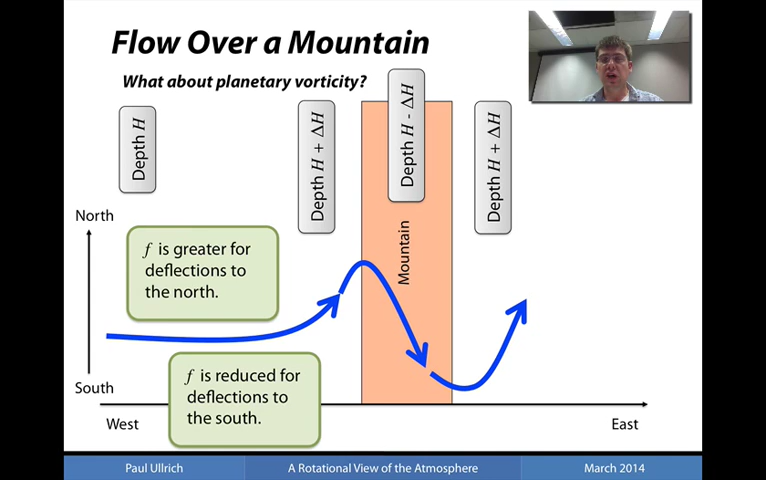 Flow Over a Mountain
What about planetary vorticity?
Depth H
Depth H + ΔH
Depth H - ΔH
Depth H + ΔH
North
f is greater for
deflections to
the north.
Mountain
South
f is reduced for
deflections to
the south.
West
East
Paul Ullrich
A Rotational View of the Atmosphere
March 2014